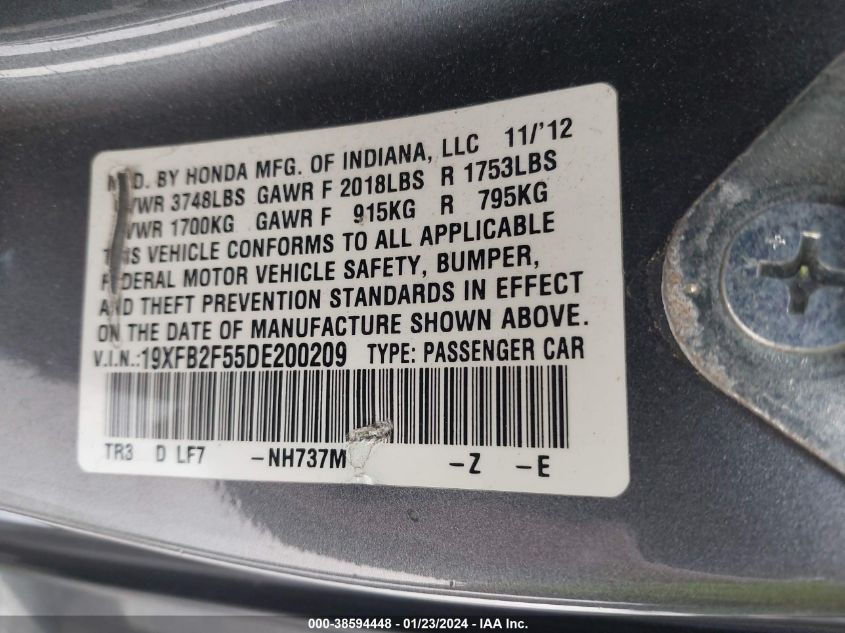 BY HONDA MFG. OF INDIANA, LLC 11/'12
3748LBS GAWR F 2018LBS R 1753LBS
1700KG GAWR F 915KG R 795KG
VEHICLE CONFORMS TO ALL APPLICABLE
MOTOR VEHICLE SAFETY, BUMPER,
THEFT PREVENTION STANDARDS IN EFFECT
ON THE DATE OF MANUFACTURE SHOWN ABOVE.
V.I.N.:19XFB2F55DE200209 TYPE: PASSENGER CAR
TR3 D LF7 -NH737M -Z -E
000-38594448 - 01/23/2024 - IAA Inc.